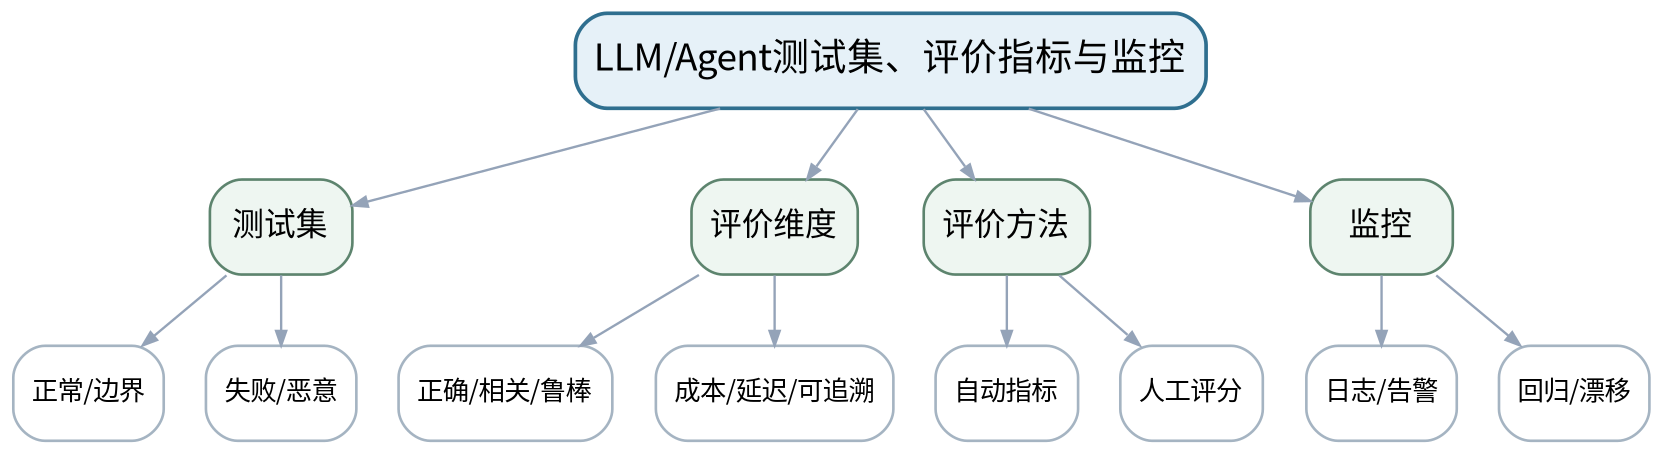 LLM/Agent测试集、评价指标与监控
测试集
评价维度
评价方法
监控
正常/边界
失败/恶意
正确/相关/鲁棒
成本/延迟/可追溯
自动指标
人工评分
日志/告警
回归/漂移